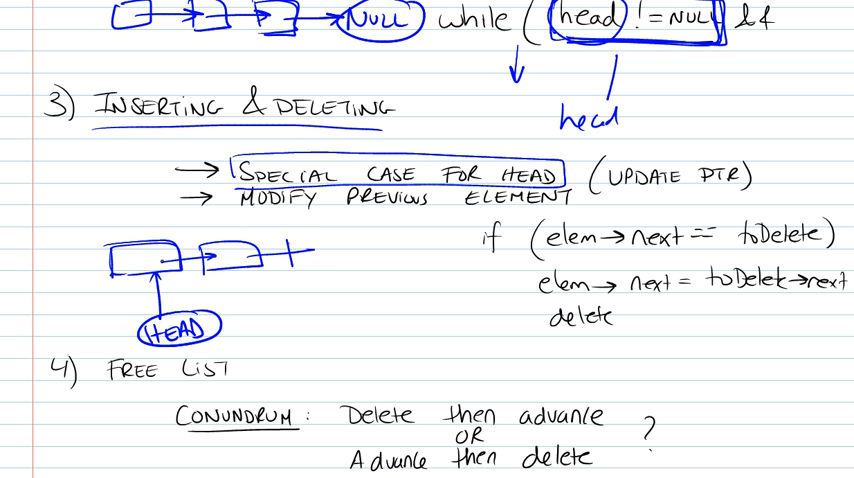 NULL while ( head != NULL &&
head
3) INSERTING & DELETING
→ SPECIAL CASE FOR HEAD (UPDATE PTR)
→ MODIFY PREVIOUS ELEMENT
if (elem→next == toDelete)
elem→next = toDelete→next
delete
HEAD
4) FREE LIST
CONUNDRUM: Delete then advance
OR
Advance then delete ?